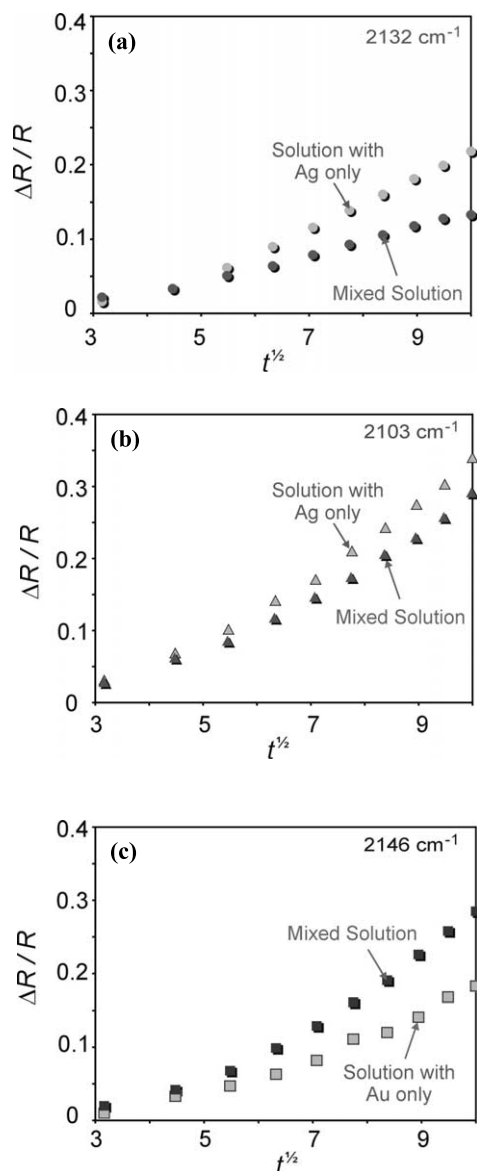 (a)
2132 cm⁻¹
0.4
0.3
0.2
0.1
0
ΔR / R
Solution with
Ag only
Mixed Solution
3 5 7 9
t^½
(b)
2103 cm⁻¹
0.4
0.3
0.2
0.1
0
ΔR / R
Solution with
Ag only
Mixed Solution
3 5 7 9
t^½
(c)
2146 cm⁻¹
0.4
0.3
0.2
0.1
0
ΔR / R
Mixed Solution
Solution with
Au only
3 5 7 9
t^½